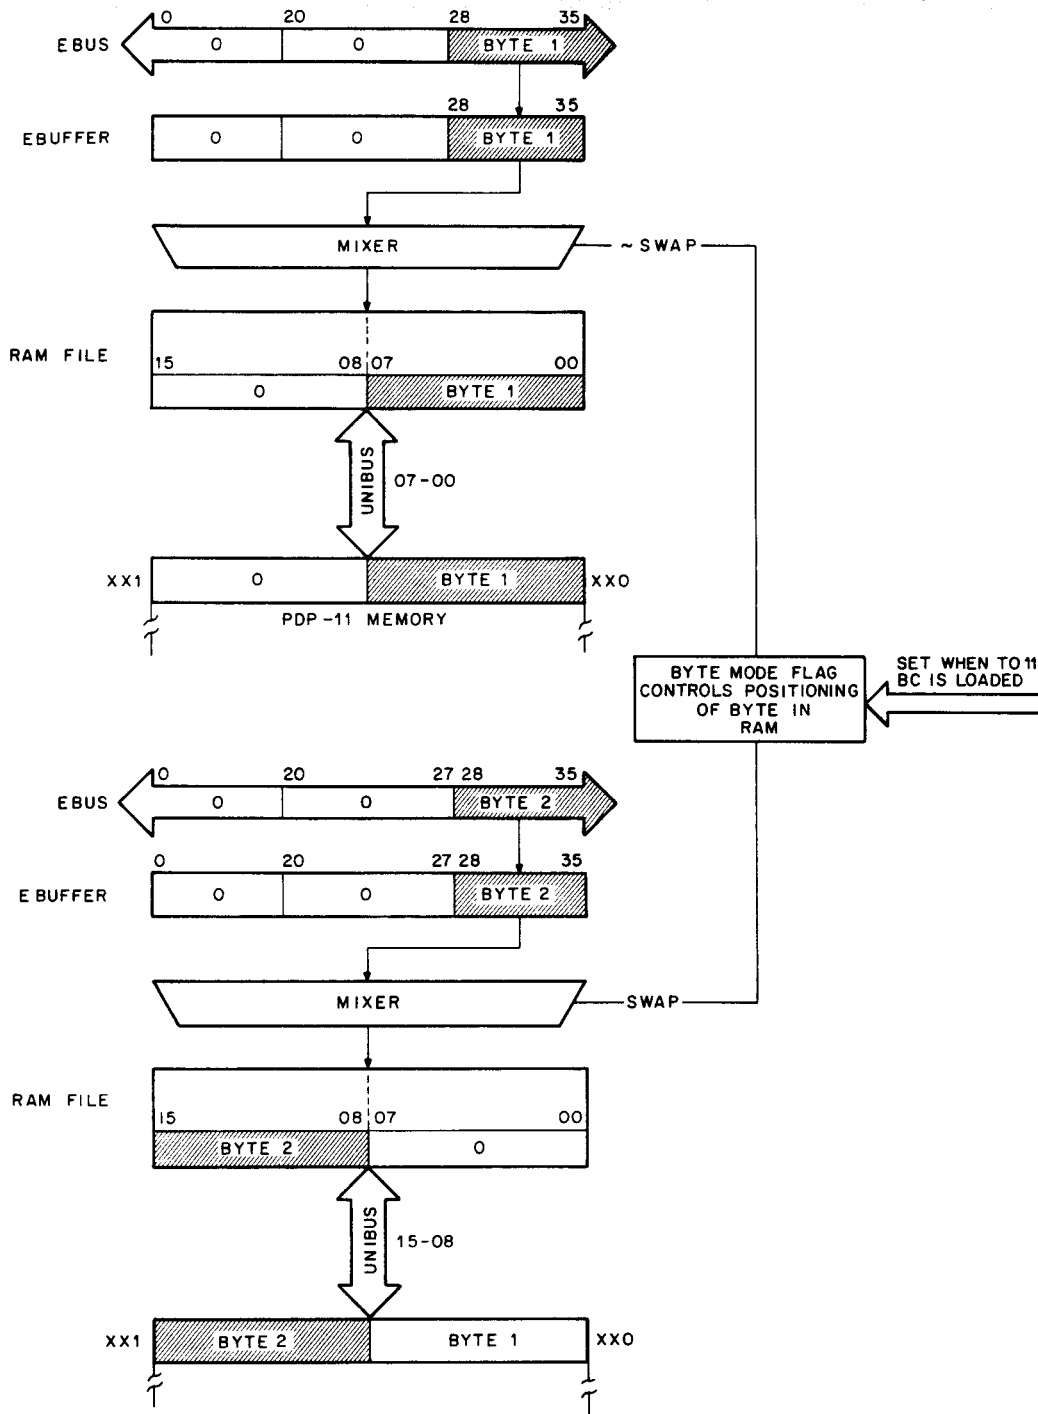 0 20 28 35
EBUS 0 0 BYTE 1
28 35
EBUFFER 0 0 BYTE 1
MIXER ~SWAP
RAM FILE
15 08 07 00
0 BYTE 1
UNIBUS 07-00
XX1 0 BYTE 1 XX0
PDP-11 MEMORY
BYTE MODE FLAG
CONTROLS POSITIONING
OF BYTE IN
RAM
SET WHEN TO 11
BC IS LOADED
0 20 27 28 35
EBUS 0 0 BYTE 2
0 20 27 28 35
EBUFFER 0 0 BYTE 2
MIXER SWAP
RAM FILE
15 08 07 00
BYTE 2 0
UNIBUS 15-08
XX1 BYTE 2 BYTE 1 XX0